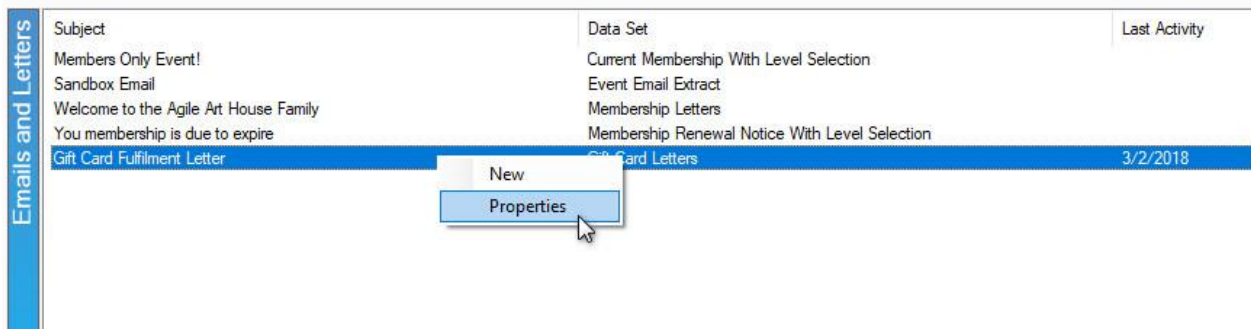 Emails and Letters
Subject Data Set Last Activity
Members Only Event! Current Membership With Level Selection
Sandbox Email Event Email Extract
Welcome to the Agile Art House Family Membership Letters
You membership is due to expire Membership Renewal Notice With Level Selection
Gift Card Fulfilment Letter Gift Card Letters 3/2/2018
New
Properties